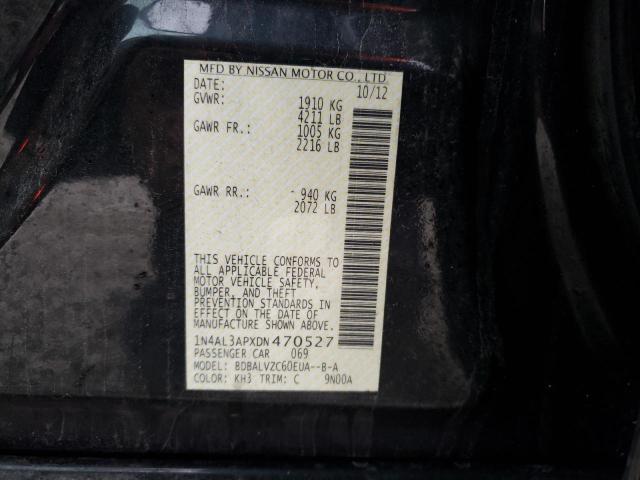 MFD BY NISSAN MOTOR CO., LTD.
DATE: 10/12
GVWR: 1910 KG
4211 LB
GAWR FR.: 1005 KG
2216 LB
GAWR RR.: 940 KG
2072 LB
THIS VEHICLE CONFORMS TO
ALL APPLICABLE FEDERAL
MOTOR VEHICLE SAFETY,
BUMPER, AND THEFT
PREVENTION STANDARDS IN
EFFECT ON THE DATE OF
MANUFACTURE SHOWN ABOVE.
1N4AL3APXDN470527
PASSENGER CAR 069
MODEL: BDBALVZC60EUA--B-A
COLOR: KH3 TRIM: C 9N00A